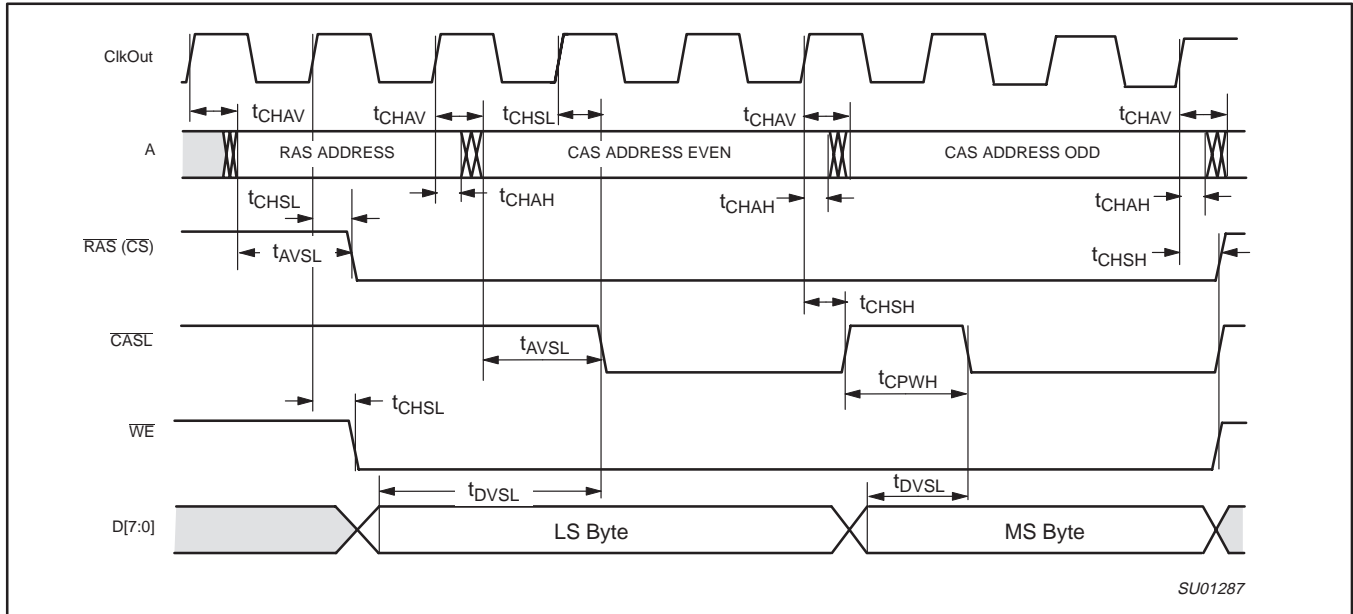 ClkOut
tCHAV tCHAV tCHSL tCHAV tCHAV
A RAS ADDRESS CAS ADDRESS EVEN CAS ADDRESS ODD
tCHSL tCHAH tCHAH tCHAH
RAS (CS) tAVSL tCHSH
tCHSH
CASL tAVSL tCPWH
tCHSL
WE
tDVSL tDVSL
D[7:0] LS Byte MS Byte
SU01287